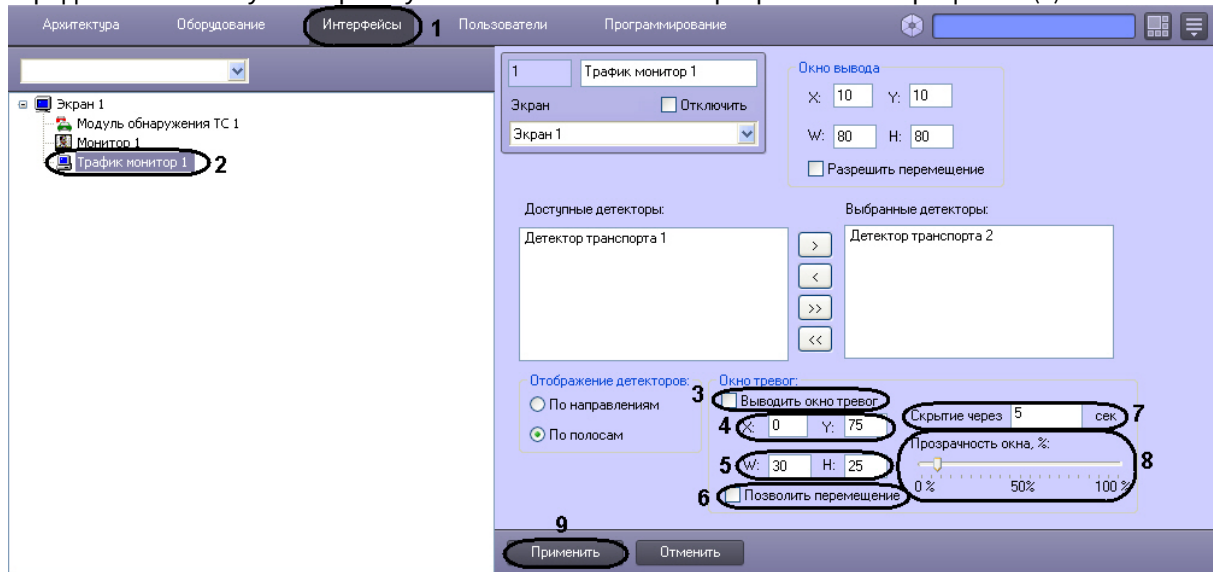 Архитектура Оборудование Интерфейсы 1 Пользователи Программирование
1 Трафик монитор 1
Экран Отключить
Экран 1
Окно вывода
X: 10 Y: 10
W: 80 H: 80
Разрешить перемещение
Экран 1
Модуль обнаружения ТС 1
Монитор 1
Трафик монитор 1 2
Доступные детекторы:
Детектор транспорта 1
>
<
>>
<<
Выбранные детекторы:
Детектор транспорта 2
Отображение детекторов:
По направлениям
По полосам
Окно тревог:
3 Выводить окно тревог
4 X: 0 Y: 75
5 W: 30 H: 25
6 Позволить перемещение
Скрытие через 5 сек 7
Прозрачность окна, %:
8
0 % 50% 100 %
9
Применить Отменить